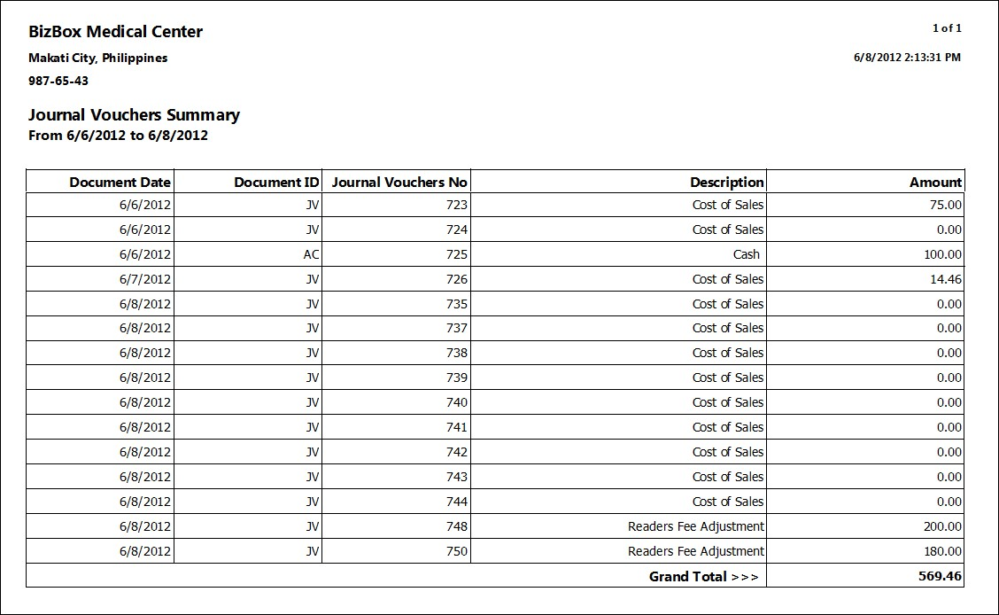 BizBox Medical Center
1 of 1
Makati City, Philippines
6/8/2012 2:13:31 PM
987-65-43
Journal Vouchers Summary
From 6/6/2012 to 6/8/2012
Document Date Document ID Journal Vouchers No Description Amount
6/6/2012 JV 723 Cost of Sales 75.00
6/6/2012 JV 724 Cost of Sales 0.00
6/6/2012 AC 725 Cash 100.00
6/7/2012 JV 726 Cost of Sales 14.46
6/8/2012 JV 735 Cost of Sales 0.00
6/8/2012 JV 737 Cost of Sales 0.00
6/8/2012 JV 738 Cost of Sales 0.00
6/8/2012 JV 739 Cost of Sales 0.00
6/8/2012 JV 740 Cost of Sales 0.00
6/8/2012 JV 741 Cost of Sales 0.00
6/8/2012 JV 742 Cost of Sales 0.00
6/8/2012 JV 743 Cost of Sales 0.00
6/8/2012 JV 744 Cost of Sales 0.00
6/8/2012 JV 748 Readers Fee Adjustment 200.00
6/8/2012 JV 750 Readers Fee Adjustment 180.00
Grand Total >>> 569.46